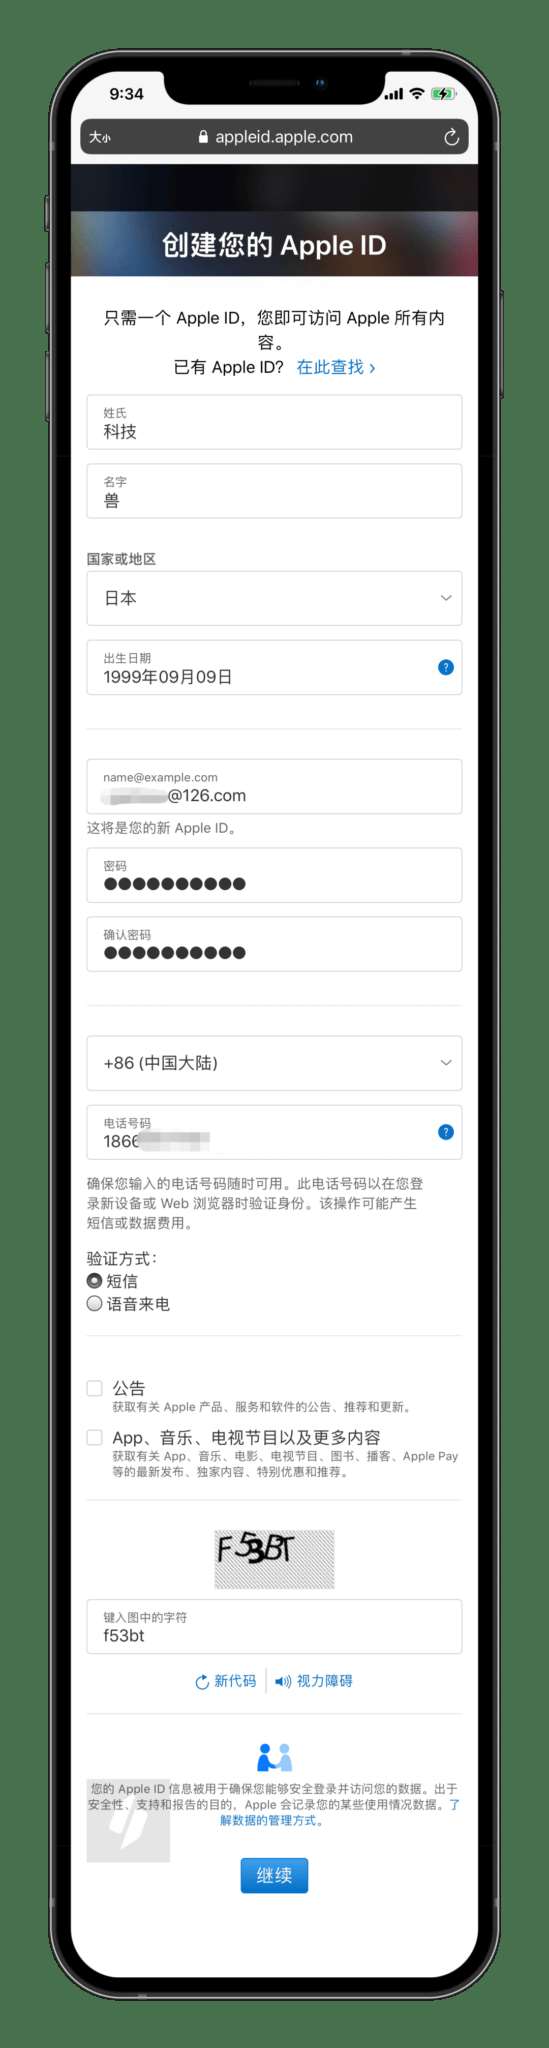 9:34
大小 appleid.apple.com
创建您的 Apple ID
只需一个 Apple ID，您即可访问 Apple 所有内
容。
已有 Apple ID？ 在此查找 ›
姓氏
科技
名字
兽
国家或地区
日本
出生日期
1999年09月09日
?
name@example.com
@126.com
这将是您的新 Apple ID。
密码
●●●●●●●●●●
确认密码
●●●●●●●●●●
+86 (中国大陆)
电话号码
1866
?
确保您输入的电话号码随时可用。此电话号码以在您登
录新设备或 Web 浏览器时验证身份。该操作可能产生
短信或数据费用。
验证方式：
短信
语音来电
公告
获取有关 Apple 产品、服务和软件的公告、推荐和更新。
App、音乐、电视节目以及更多内容
获取有关 App、音乐、电影、电视节目、图书、播客、Apple Pay
等的最新发布、独家内容、特别优惠和推荐。
F53BT
键入图中的字符
f53bt
新代码 视力障碍
您的 Apple ID 信息被用于确保您能够安全登录并访问您的数据。出于
安全性、支持和报告的目的，Apple 会记录您的某些使用情况数据。了
解数据的管理方式。
继续